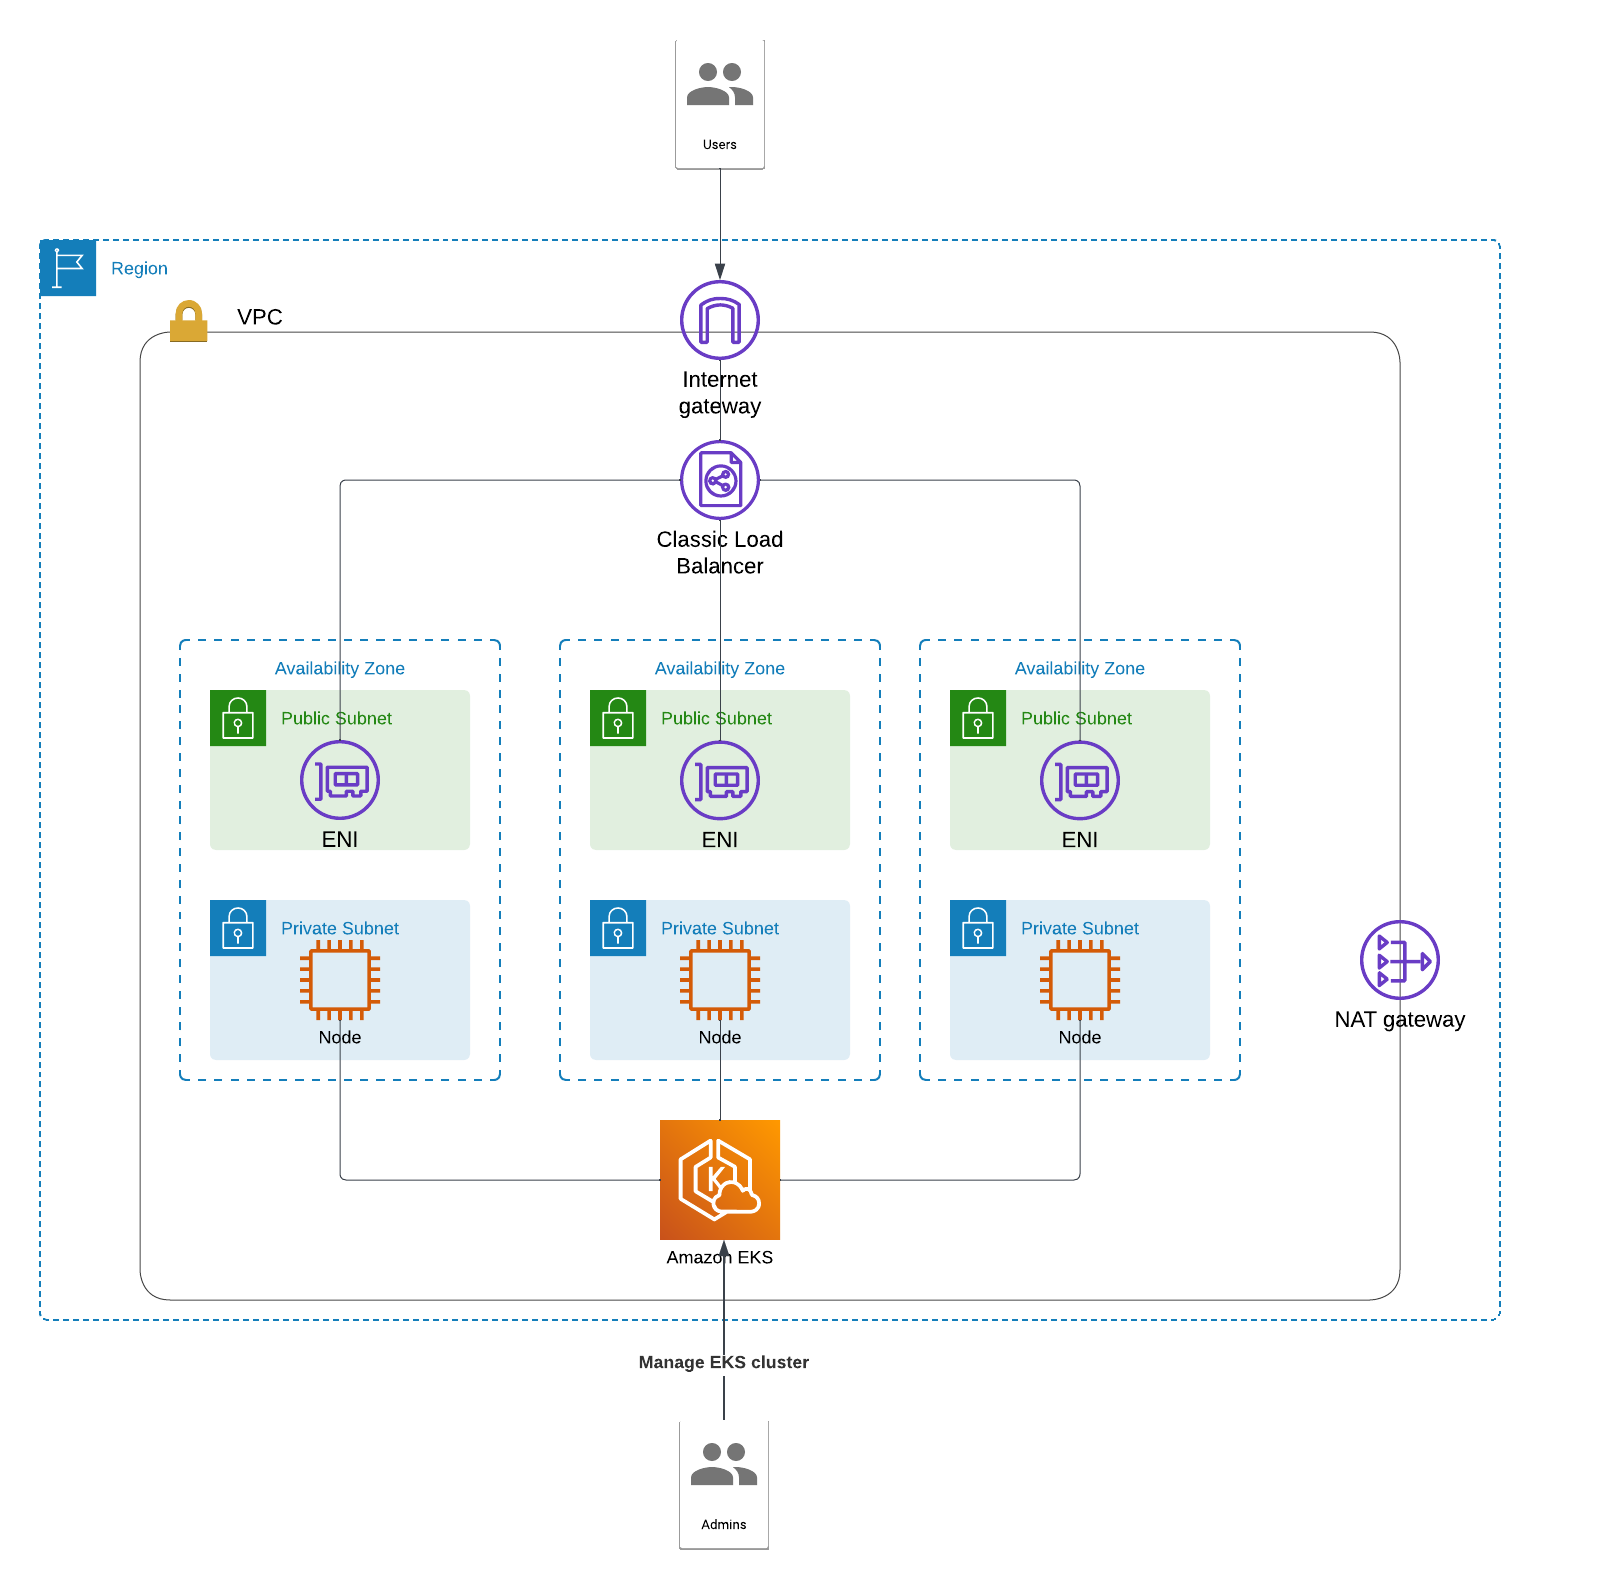 Users
Region
VPC
Internet
gateway
Classic Load
Balancer
Availability Zone
Availability Zone
Availability Zone
Public Subnet
Public Subnet
Public Subnet
ENI
ENI
ENI
Private Subnet
Private Subnet
Private Subnet
Node
Node
Node
NAT gateway
K
Amazon EKS
Manage EKS cluster
Admins